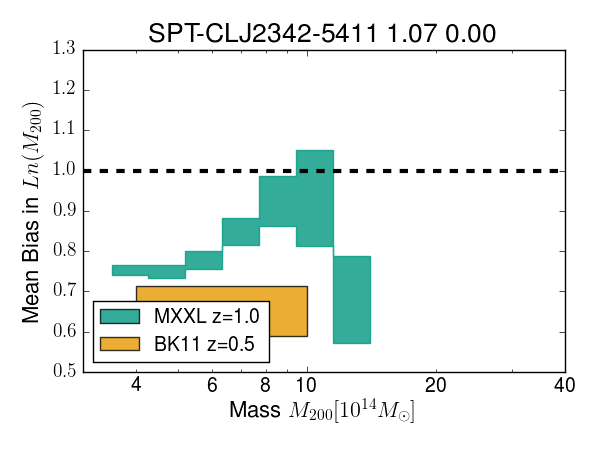 SPT-CLJ2342-5411 1.07 0.00
1.3
1.2
1.1
1.0
0.9
0.8
0.7
0.6
0.5
Mean Bias in Ln(M200)
MXXL z=1.0
BK11 z=0.5
4 6 8 10 20 40
Mass M200[10^14 M⊙]